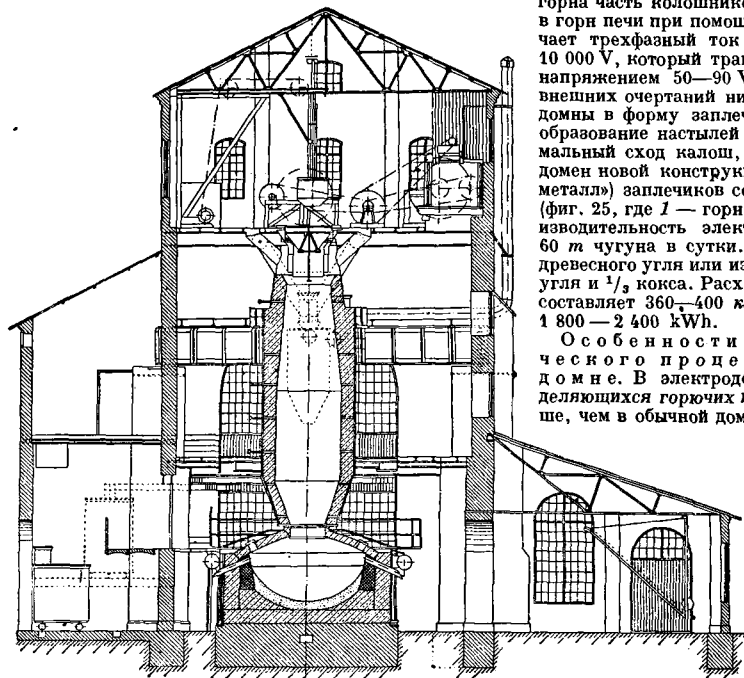 горна часть колошнико
в горн печи при помощ
чает трехфазный ток
10 000 V, который тран
напряжением 50—90 V
внешних очертаний ни
домны в форму заплеч
образование настылей
мальный сход калош,
домен новой конструкц
металл») заплечиков со
(фиг. 25, где 1 — горн
изводительность элект
60 т чугуна в сутки.
древесного угля или из
угля и 1/3 кокса. Расх
составляет 360—400 к
1 800 — 2 400 kWh.
Особенности
ческого проце
домне. В электродо
деляющихся горючих г
ше, чем в обычной дом